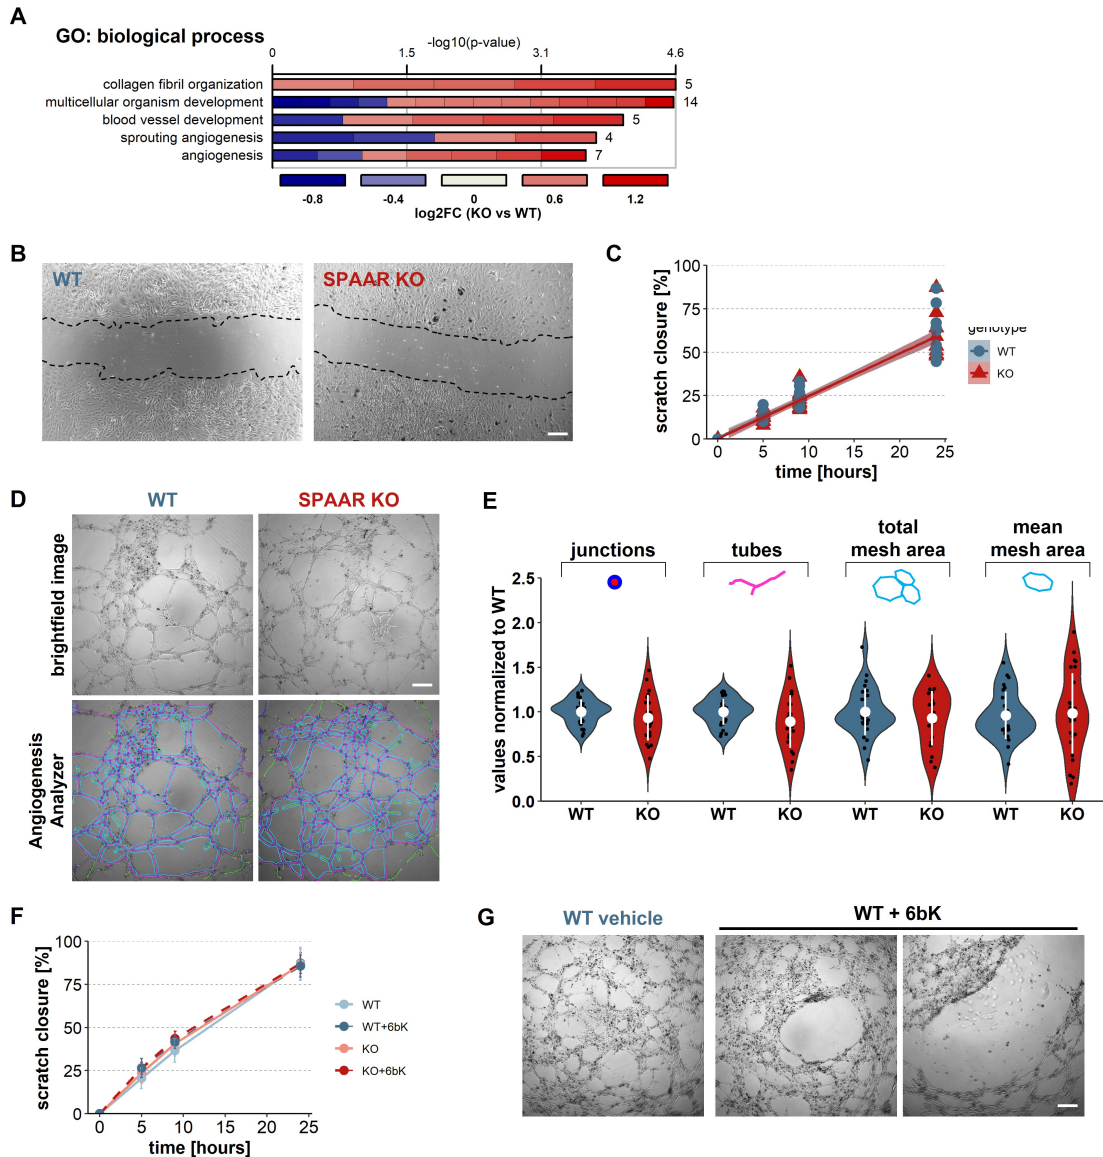 A
GO: biological process
-log10(p-value)
0 1.5 3.1 4.6
collagen fibril organization 5
multicellular organism development 14
blood vessel development 5
sprouting angiogenesis 4
angiogenesis 7
-0.8 -0.4 0 0.6 1.2
log2FC (KO vs WT)
B
WT
SPAAR KO
C
scratch closure [%]
100
75
50
25
0
0 5 10 15 20 25
time [hours]
genotype
WT
KO
D
WT
SPAAR KO
brightfield image
Angiogenesis
Analyzer
E
junctions
tubes
total
mesh area
mean
mesh area
values normalized to WT
2.5
2.0
1.5
1.0
0.5
0.0
WT KO WT KO WT KO WT KO
F
scratch closure [%]
100
75
50
25
0
0 5 10 15 20 25
time [hours]
WT
WT+6bK
KO
KO+6bK
G
WT vehicle
WT + 6bK